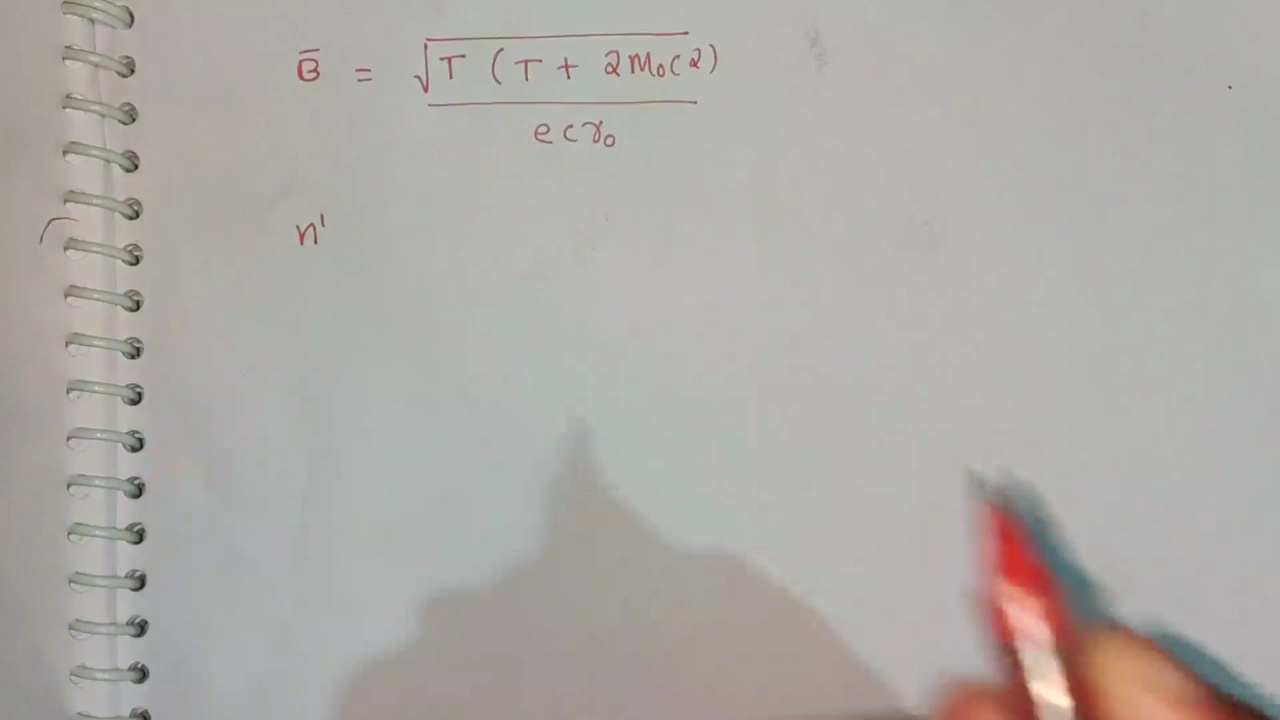 B̄ = √T (T + 2m₀c2)
ecr₀
n'